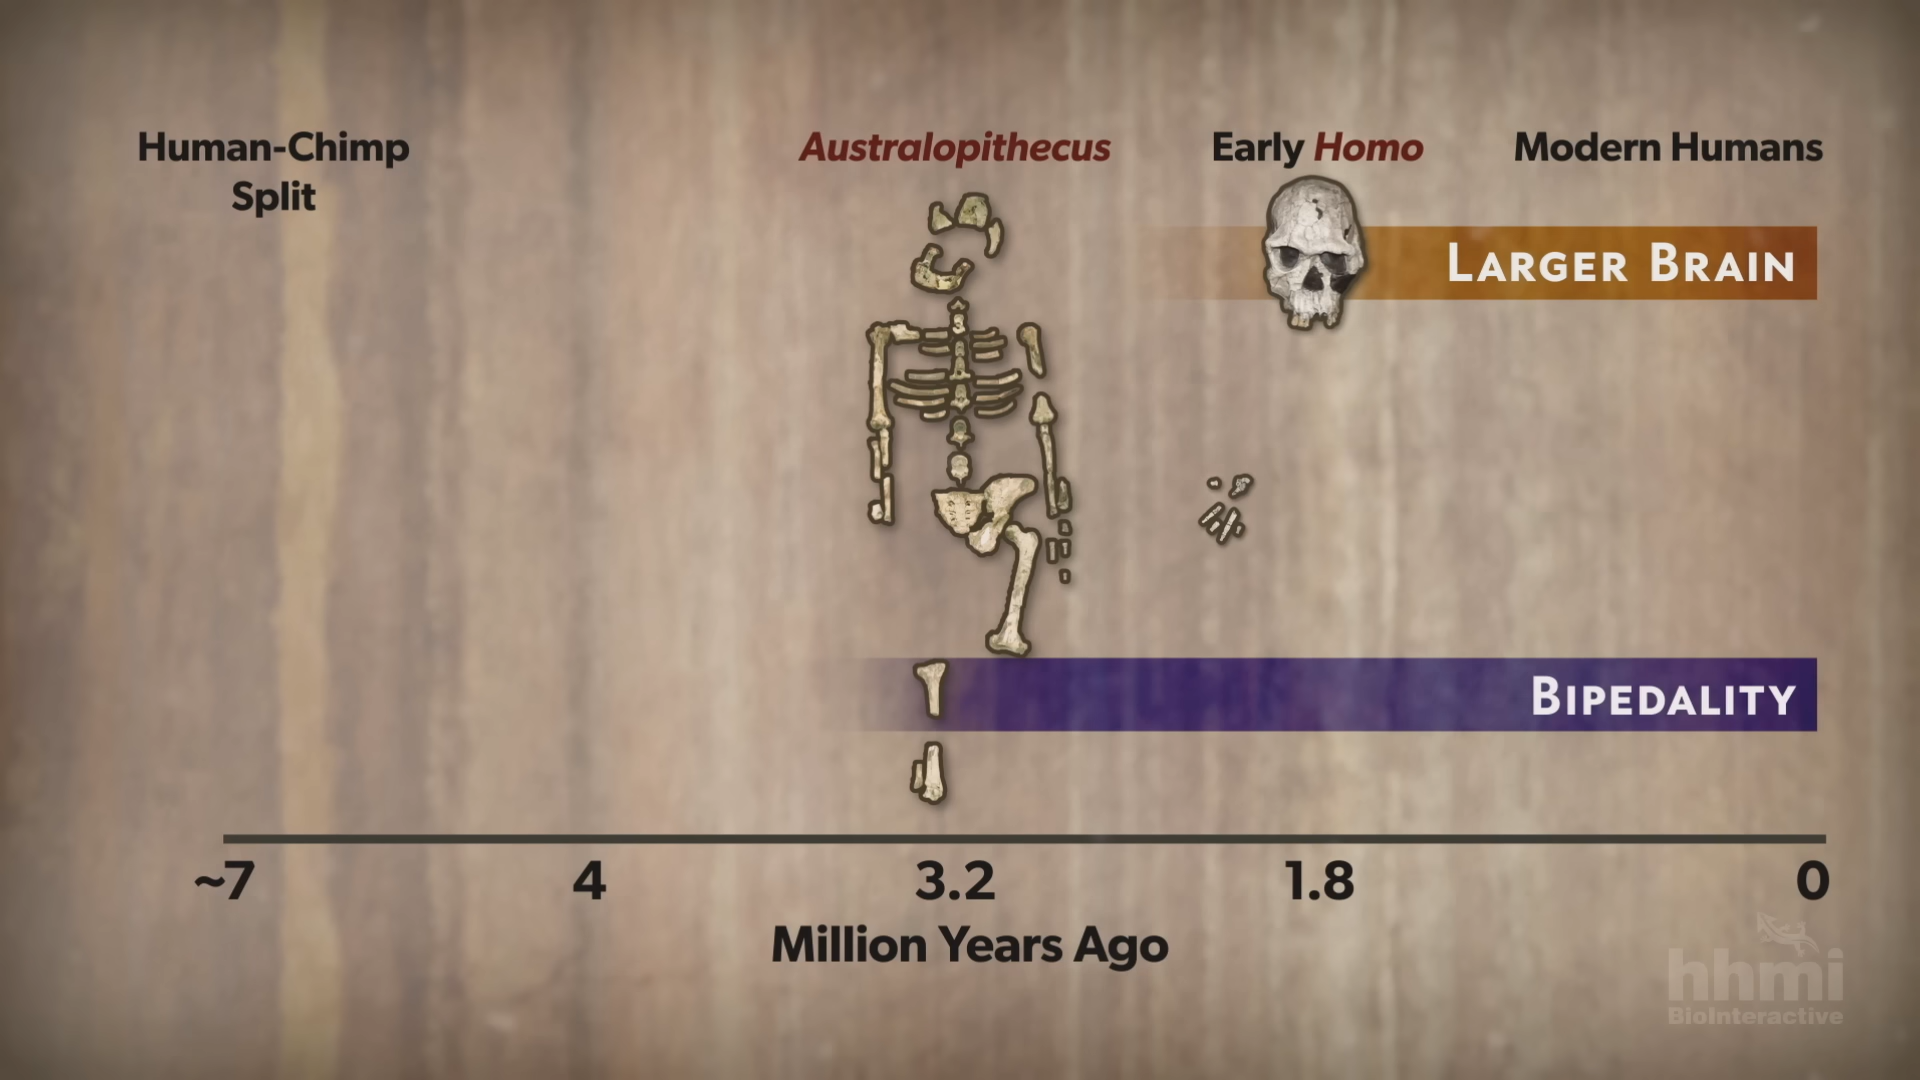 Human-Chimp
Split
Australopithecus
Early Homo
Modern Humans
LARGER BRAIN
BIPEDALITY
~7
4
3.2
1.8
0
Million Years Ago
hhmi
BioInteractive